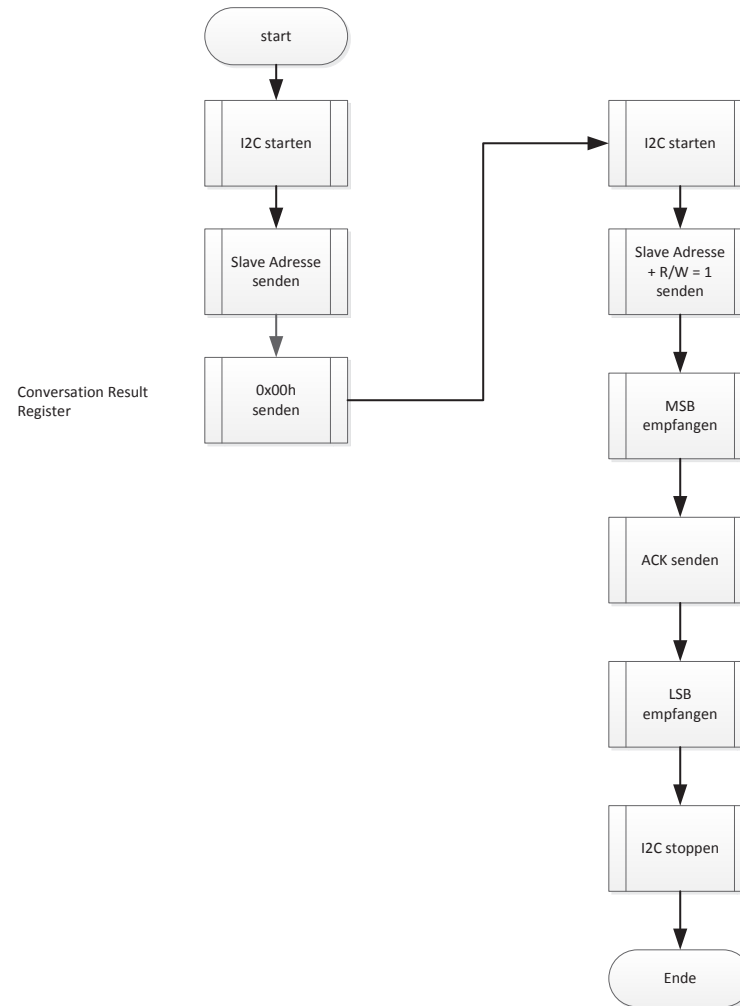 start
I2C starten
Slave Adresse
senden
Conversation Result
Register
0x00h
senden
I2C starten
Slave Adresse
+ R/W = 1
senden
MSB
empfangen
ACK senden
LSB
empfangen
I2C stoppen
Ende